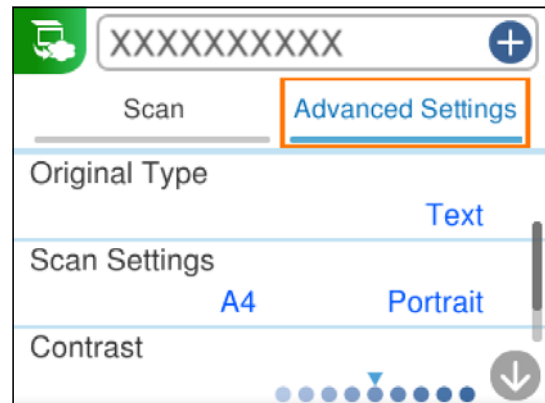 XXXXXXXXXX
Scan Advanced Settings
Original Type
Text
Scan Settings
A4 Portrait
Contrast